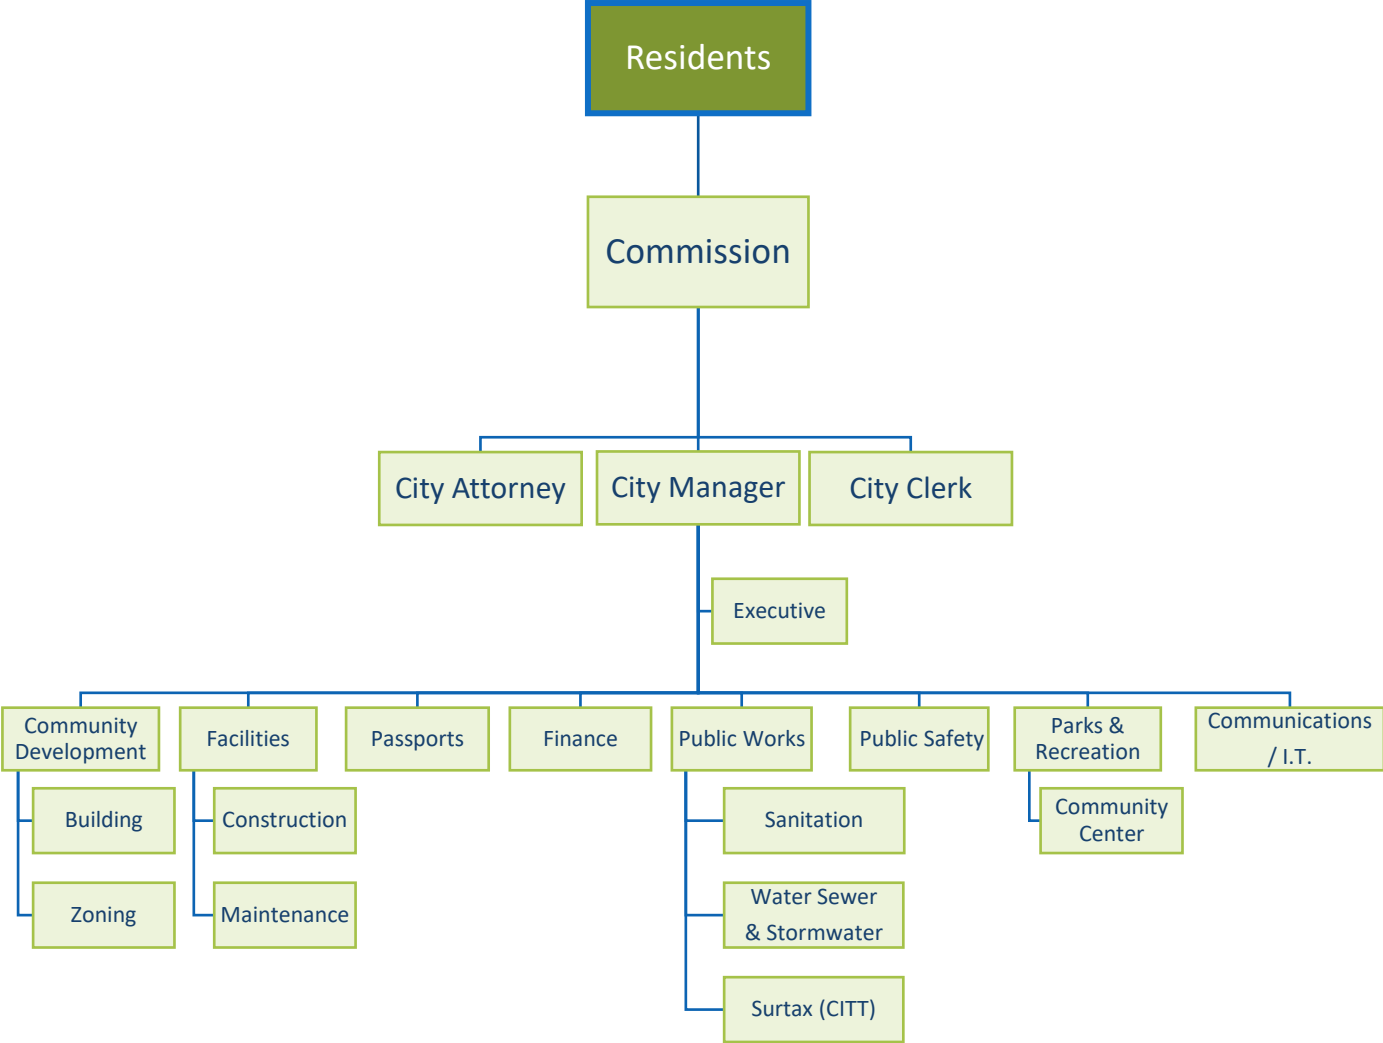 Residents
Commission
City Attorney
City Manager
City Clerk
Executive
Community
Development
Facilities
Passports
Finance
Public Works
Public Safety
Parks &
Recreation
Communications
/ I.T.
Building
Construction
Sanitation
Community
Center
Zoning
Maintenance
Water Sewer
& Stormwater
Surtax (CITT)